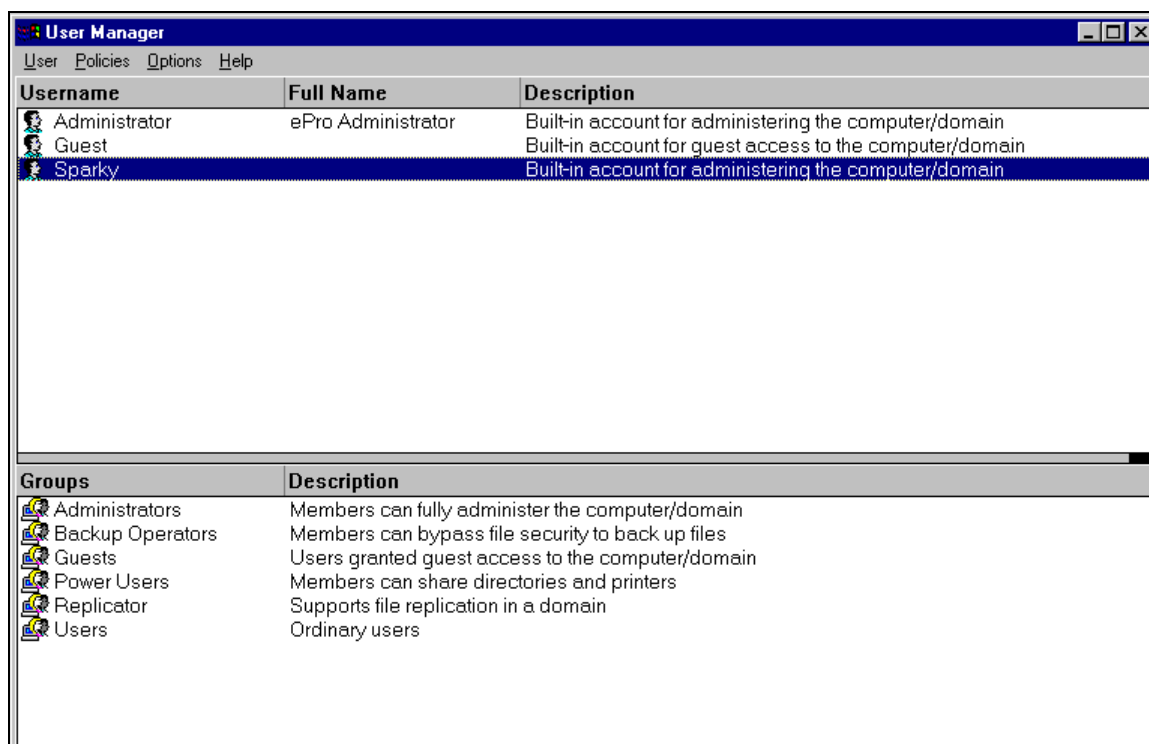 User Manager
User Policies Options Help
Username Full Name Description
Administrator ePro Administrator Built-in account for administering the computer/domain
Guest Built-in account for guest access to the computer/domain
Sparky Built-in account for administering the computer/domain
Groups Description
Administrators Members can fully administer the computer/domain
Backup Operators Members can bypass file security to back up files
Guests Users granted guest access to the computer/domain
Power Users Members can share directories and printers
Replicator Supports file replication in a domain
Users Ordinary users